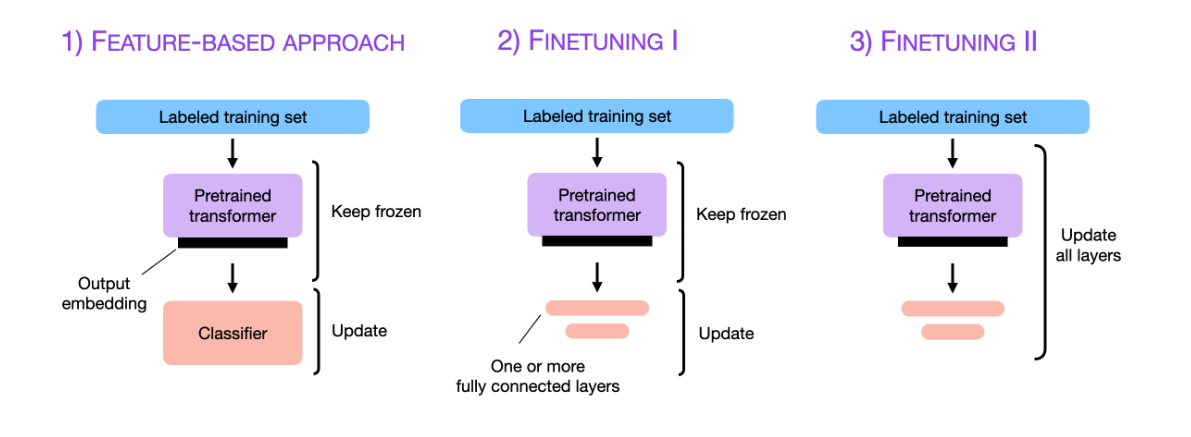 1) FEATURE-BASED APPROACH
Labeled training set
Pretrained
transformer
Keep frozen
Output
embedding
Classifier
Update
2) FINETUNING I
Labeled training set
Pretrained
transformer
Keep frozen
Update
One or more
fully connected layers
3) FINETUNING II
Labeled training set
Pretrained
transformer
Update
all layers